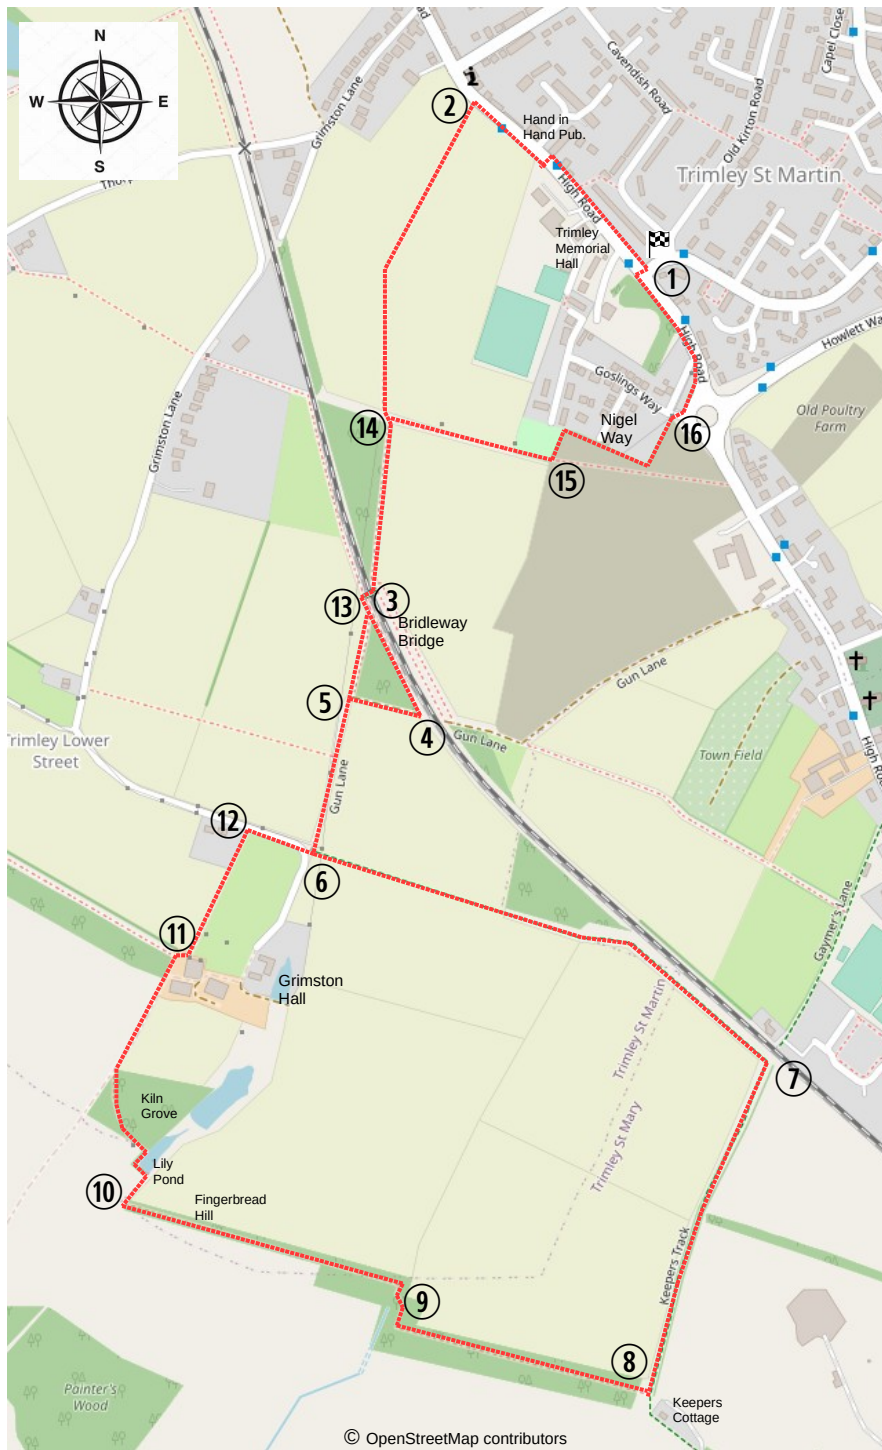 N
W
E
S
Thorp
Grimston Lane
i
2
Hand in
Hand Pub.
Cavendish Road
Capel Close
Old Kirton Road
Trimley St Martin
High Road
Trimley
Memorial
Hall
1
High Road
Howlett Wa
Goslings Way
Nigel
Way
16
Old Poultry
Farm
14
15
Grimston Lane
13
3
Bridleway
Bridge
Gun Lane
5
4
Gun Lane
Town Field
High Roa
Trimley Lower
Street
Gun Lane
12
6
Gaymer's Lane
11
Grimston
Hall
Trimley St Martin
Trimley St Mary
7
Kiln
Grove
Lily
Pond
10
Fingerbread
Hill
Keepers Track
9
8
Painter's
Wood
Keepers
Cottage
© OpenStreetMap contributors